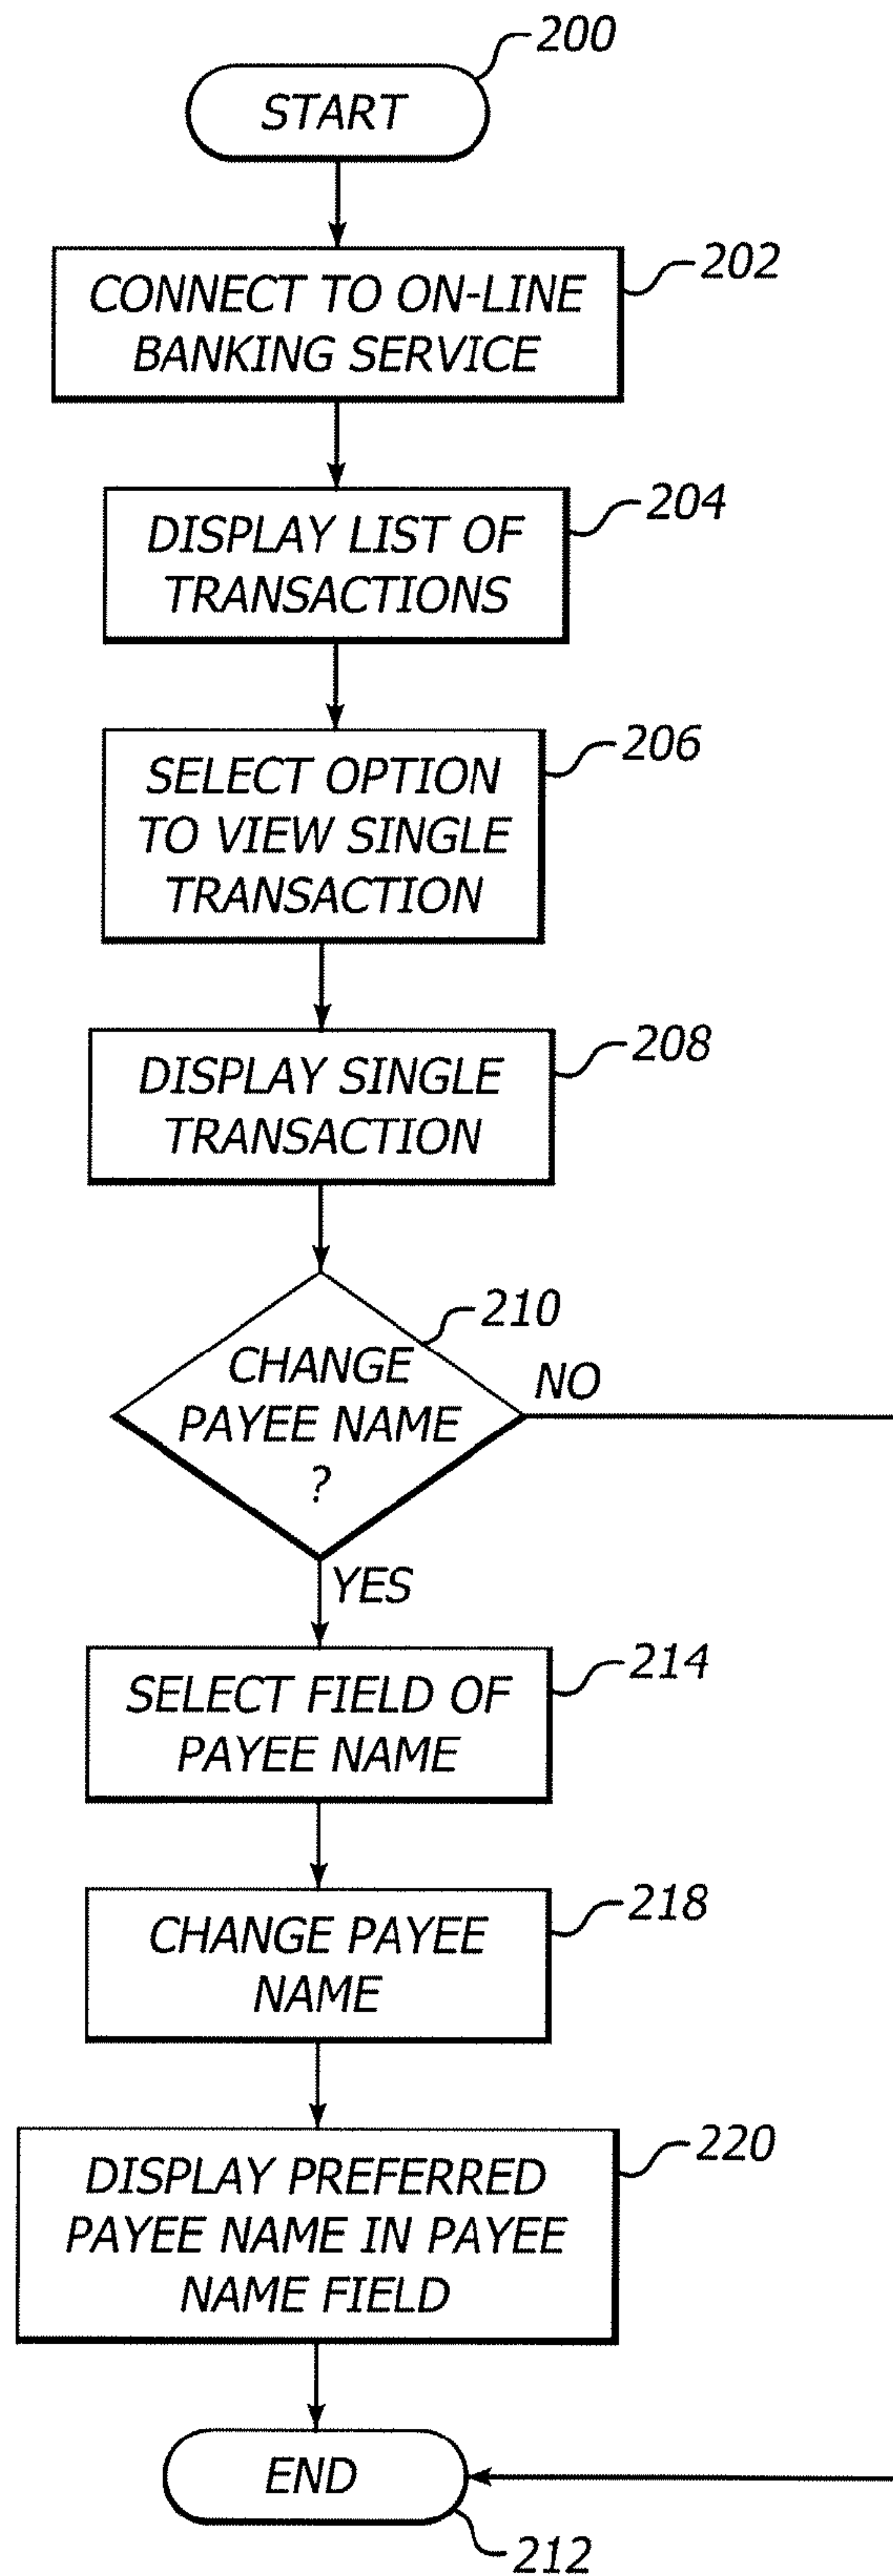 200
START
202
CONNECT TO ON-LINE
BANKING SERVICE
204
DISPLAY LIST OF
TRANSACTIONS
206
SELECT OPTION
TO VIEW SINGLE
TRANSACTION
208
DISPLAY SINGLE
TRANSACTION
210
CHANGE
PAYEE NAME
?
NO
YES
214
SELECT FIELD OF
PAYEE NAME
218
CHANGE PAYEE
NAME
220
DISPLAY PREFERRED
PAYEE NAME IN PAYEE
NAME FIELD
END
212